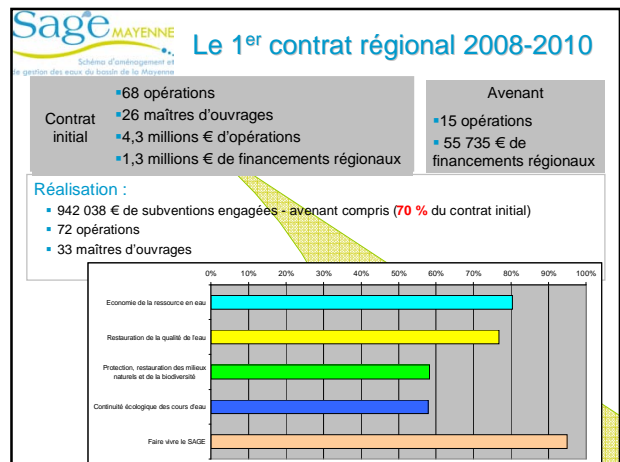 Sage MAYENNE
Schéma d'aménagement et
de gestion des eaux du bassin de la Mayenne
Le 1er contrat régional 2008-2010
Contrat
initial
▪68 opérations
▪26 maîtres d'ouvrages
▪4,3 millions € d'opérations
▪1,3 millions € de financements régionaux
Avenant
▪15 opérations
▪ 55 735 € de
financements régionaux
Réalisation :
▪ 942 038 € de subventions engagées - avenant compris (70 % du contrat initial)
▪ 72 opérations
▪ 33 maîtres d'ouvrages
0% 10% 20% 30% 40% 50% 60% 70% 80% 90% 100%
Economie de la ressource en eau
Restauration de la qualité de l'eau
Protection, restauration des milieux
naturels et de la biodiversité
Continuité écologique des cours d'eau
Faire vivre le SAGE